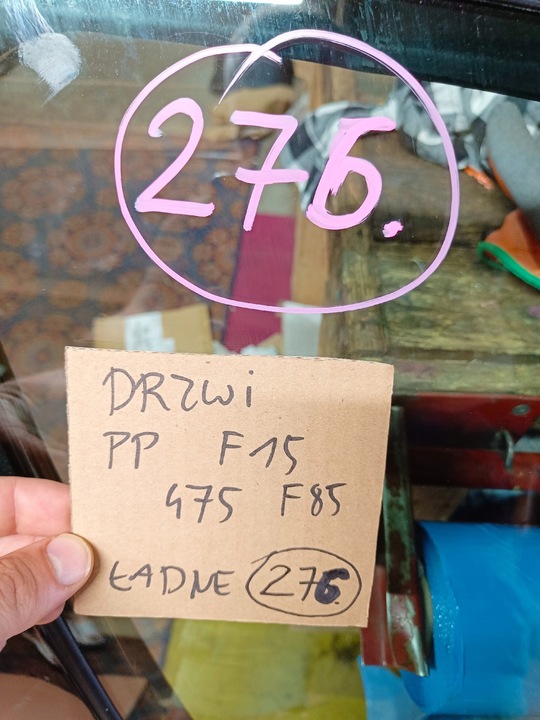 276.
DRZWi
PP F15
475 F85
ŁADNE 276.